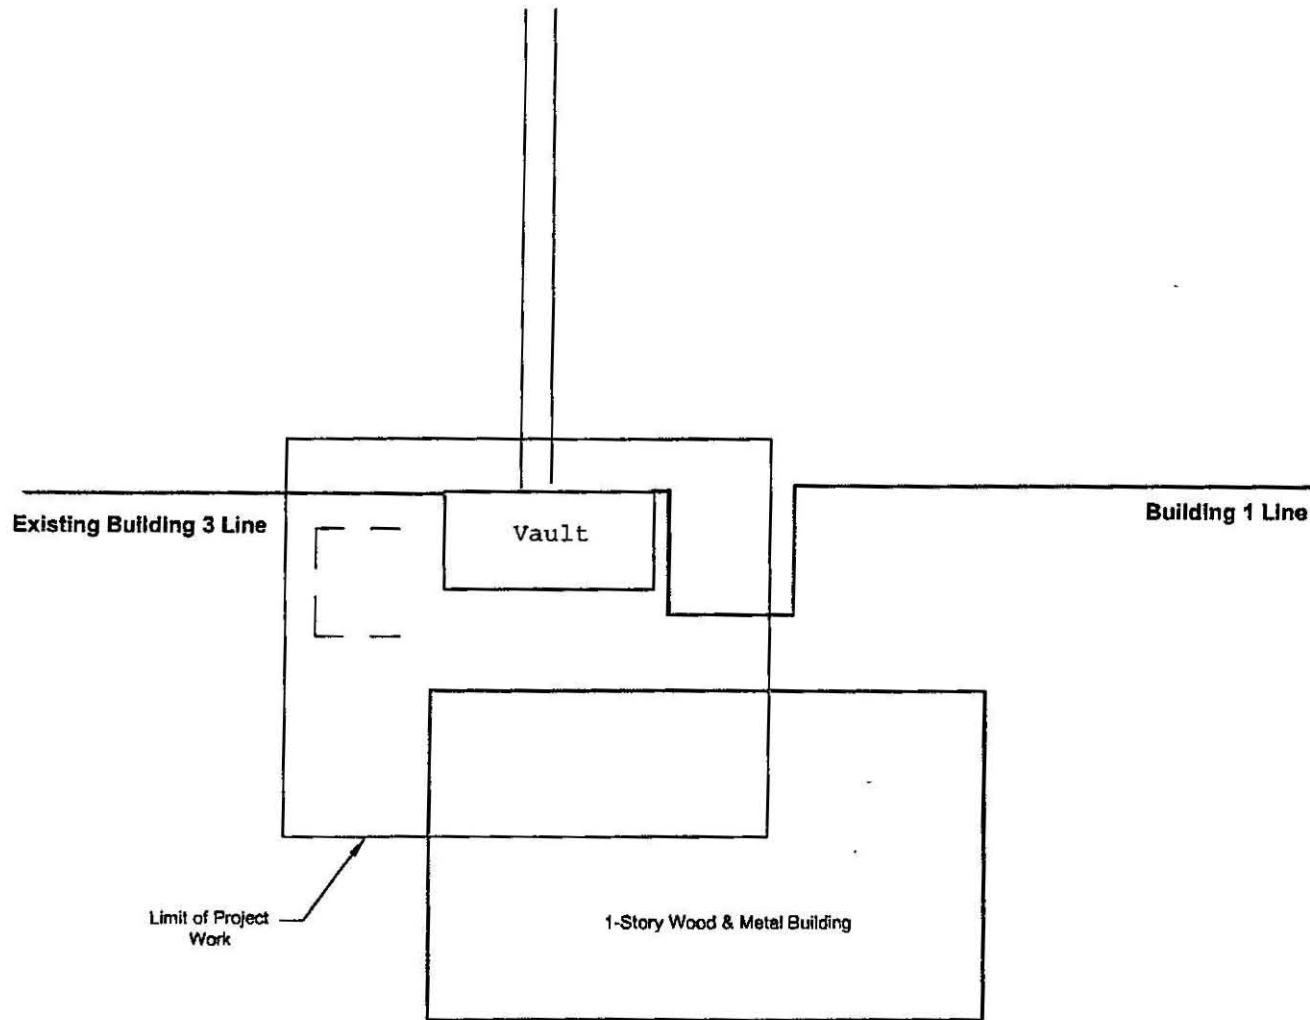 Vault
Existing Building 3 Line
Building 1 Line
Limit of Project
Work
1-Story Wood & Metal Building